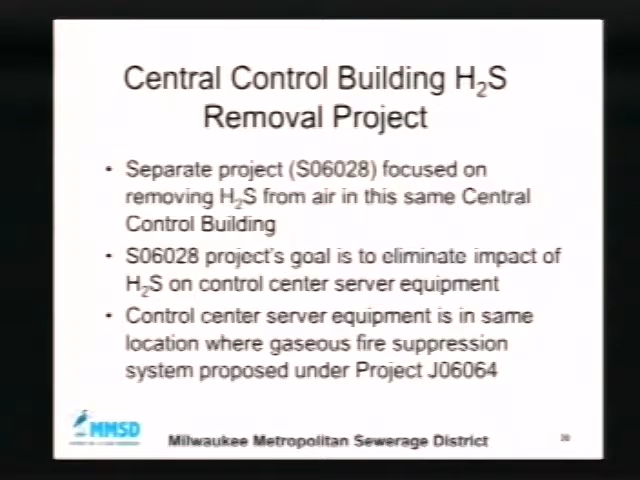 Central Control Building H₂S
Removal Project
• Separate project (S06028) focused on
removing H₂S from air in this same Central
Control Building
• S06028 project's goal is to eliminate impact of
H₂S on control center server equipment
• Control center server equipment is in same
location where gaseous fire suppression
system proposed under Project J06064
MMSD
Milwaukee Metropolitan Sewerage District